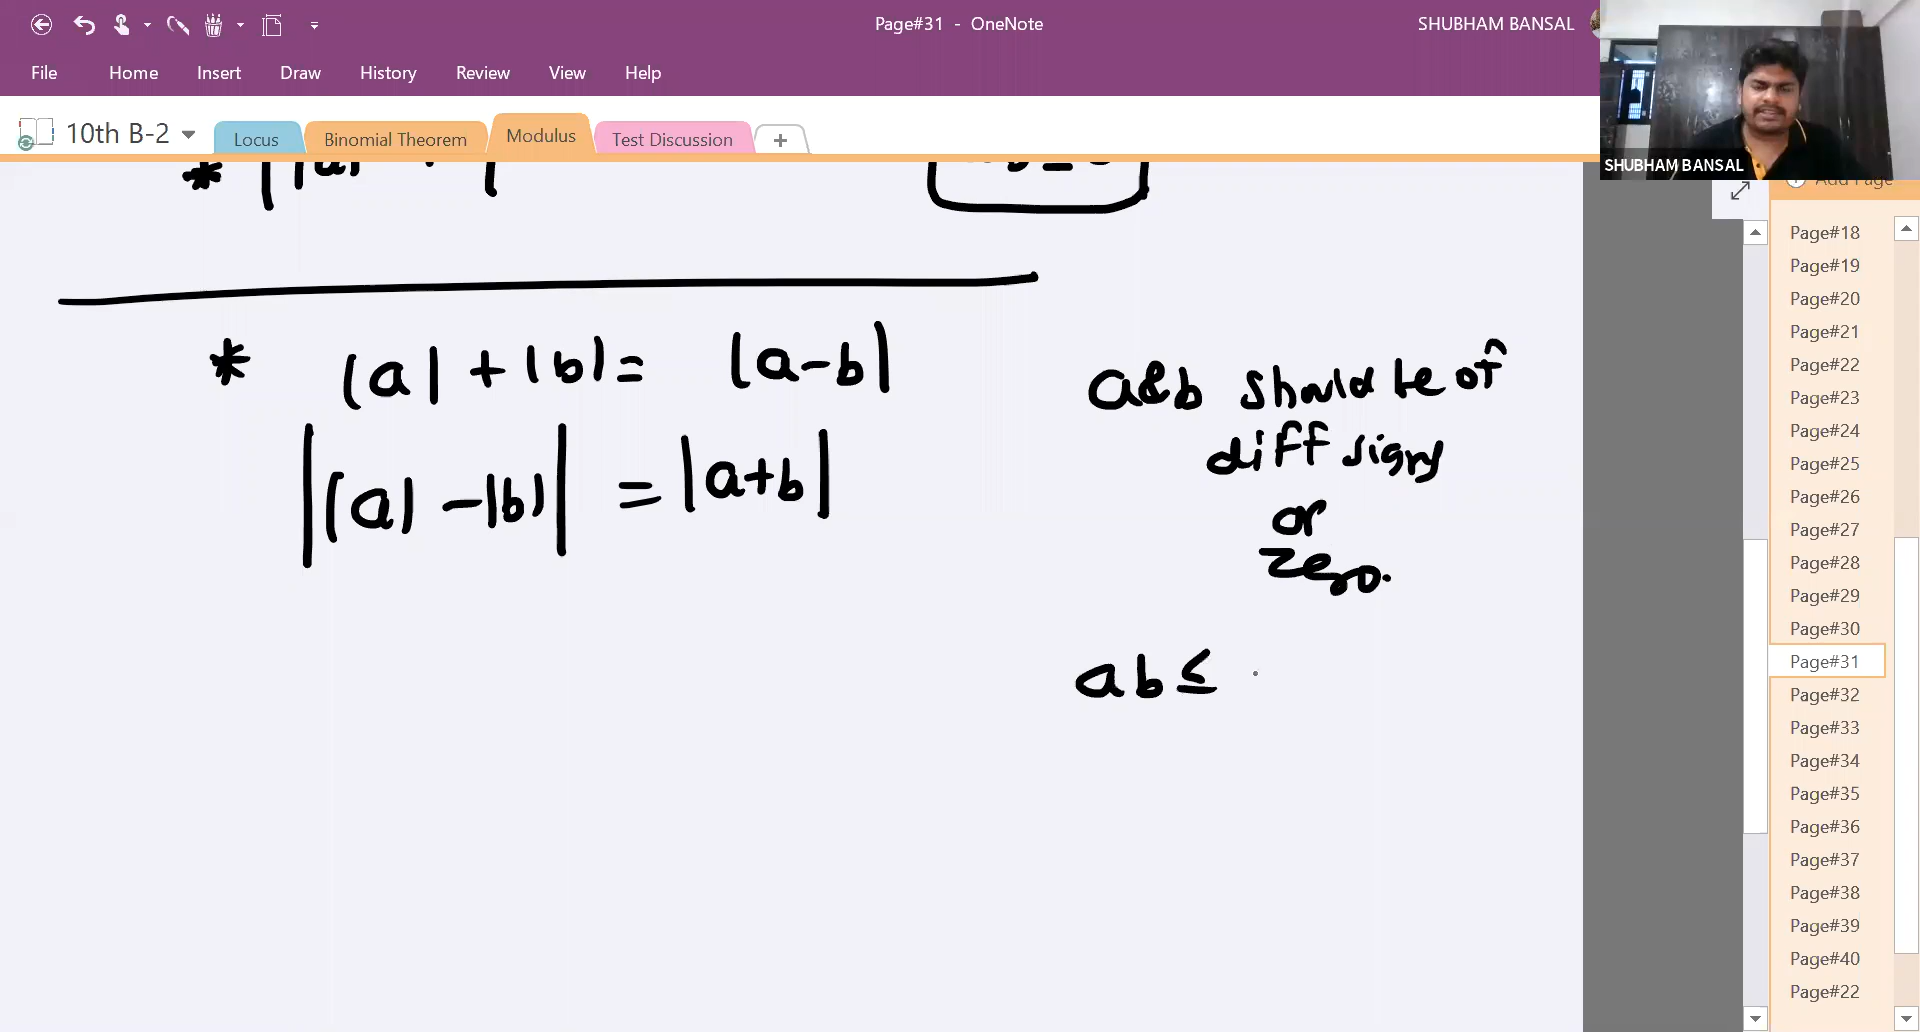 Page#31 - OneNote
SHUBHAM BANSAL
File Home Insert Draw History Review View Help
10th B-2
Locus Binomial Theorem Modulus Test Discussion +
SHUBHAM BANSAL
Add Page
* |a| + |b| = |a-b|
||a| - |b|| = |a+b|
a&b should be of
diff signs
or
zero.
ab ≤
Page#18
Page#19
Page#20
Page#21
Page#22
Page#23
Page#24
Page#25
Page#26
Page#27
Page#28
Page#29
Page#30
Page#31
Page#32
Page#33
Page#34
Page#35
Page#36
Page#37
Page#38
Page#39
Page#40
Page#22